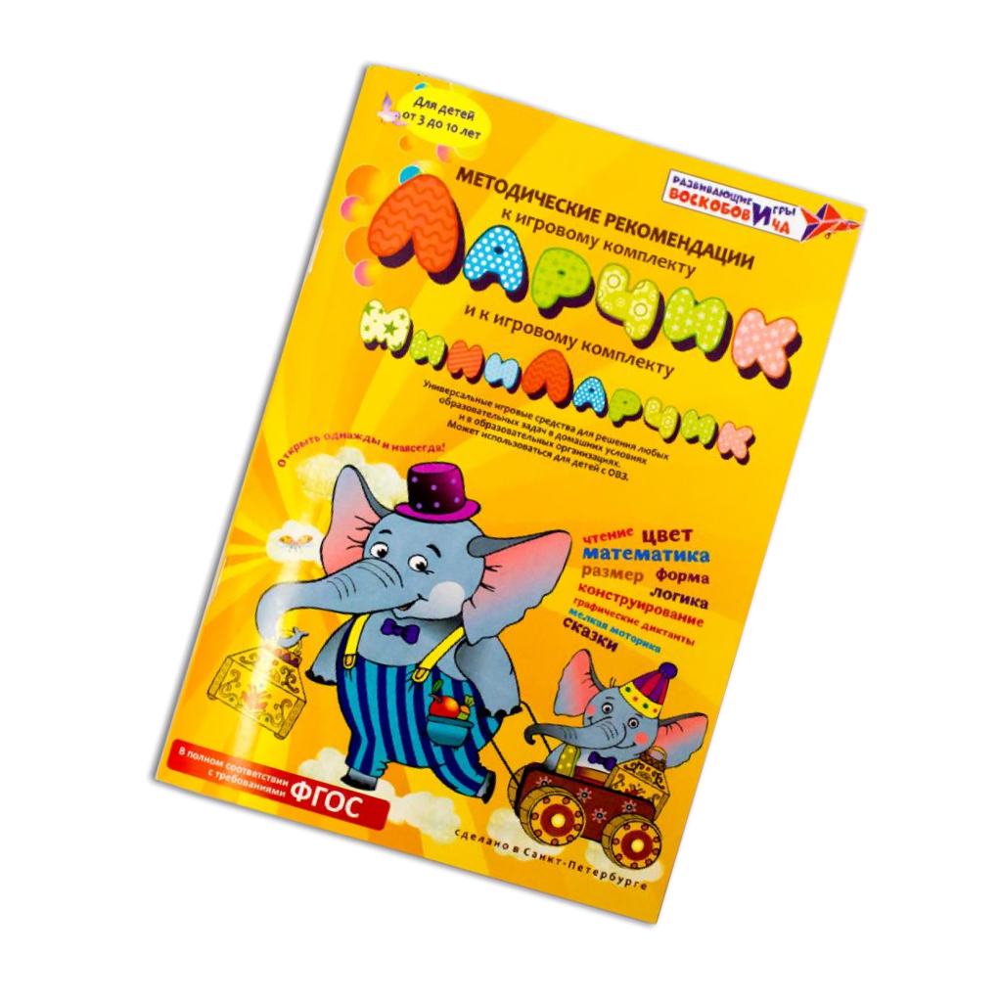 Для детей
от 3 до 10 лет
РАЗВИВАЮЩИЕ ИГРЫ
ВОСКОБОВИЧА
МЕТОДИЧЕСКИЕ РЕКОМЕНДАЦИИ
к игровому комплекту
Ларчик
и к игровому комплекту
МиниЛарчик
Универсальные игровые средства для решения любых
образовательных задач в домашних условиях
и в образовательных организациях.
Может использоваться для детей с ОВЗ.
Открыть однажды и навсегда!
чтение цвет
математика
размер форма
логика
конструирование
графические диктанты
мелкая моторика
сказки
В полном соответствии
с требованиями ФГОС
сделано в Санкт-Петербурге